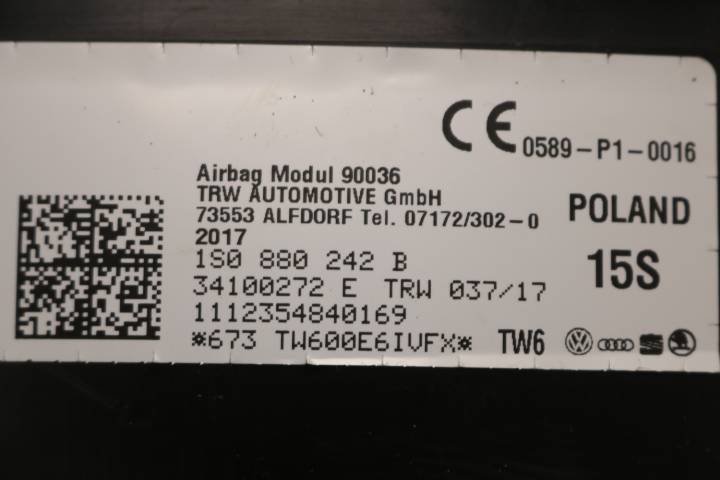 CE 0589-P1-0016
Airbag Modul 90036
TRW AUTOMOTIVE GmbH
73553 ALFDORF Tel. 07172/302-0
POLAND
2017
1S0 880 242 B
15S
34100272 E TRW 037/17
1112354840169
*673 TW600E6IVFX* TW6